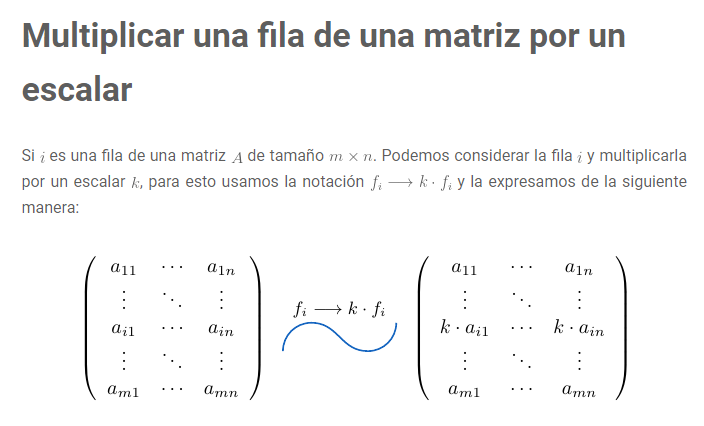 Multiplicar una fila de una matriz por un
escalar
Si i es una fila de una matriz A de tamaño m × n. Podemos considerar la fila i y multiplicarla
por un escalar k, para esto usamos la notación f_i ⟶ k · f_i y la expresamos de la siguiente
manera:
a_11 ⋯ a_1n
⋮ ⋱ ⋮
a_i1 ⋯ a_in
⋮ ⋱ ⋮
a_m1 ⋯ a_mn
f_i ⟶ k · f_i
a_11 ⋯ a_1n
⋮ ⋱ ⋮
k · a_i1 ⋯ k · a_in
⋮ ⋱ ⋮
a_m1 ⋯ a_mn